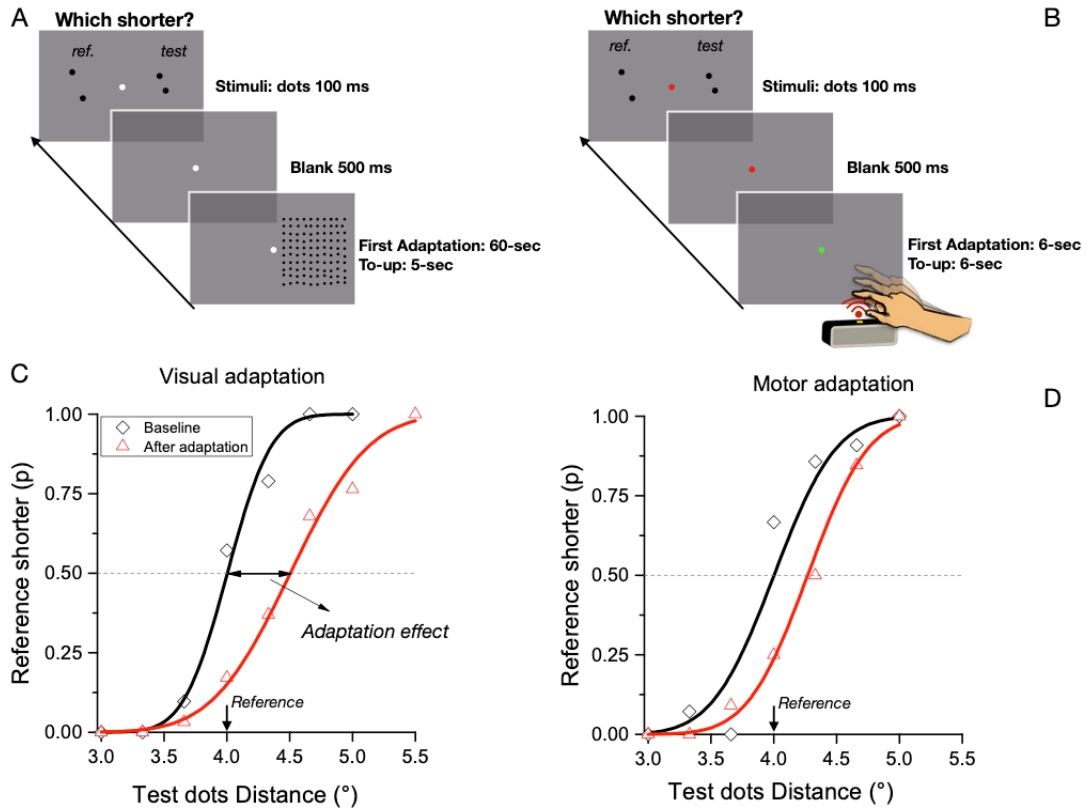 A
Which shorter?
ref.
test
Stimuli: dots 100 ms
Blank 500 ms
First Adaptation: 60-sec
To-up: 5-sec
B
Which shorter?
ref.
test
Stimuli: dots 100 ms
Blank 500 ms
First Adaptation: 6-sec
To-up: 6-sec
C
Visual adaptation
Baseline
After adaptation
Reference shorter (p)
1.00
0.75
0.50
0.25
0.00
Adaptation effect
Reference
3.0 3.5 4.0 4.5 5.0 5.5
Test dots Distance (°)
D
Motor adaptation
Reference shorter (p)
1.00
0.75
0.50
0.25
0.00
Reference
3.0 3.5 4.0 4.5 5.0 5.5
Test dots Distance (°)